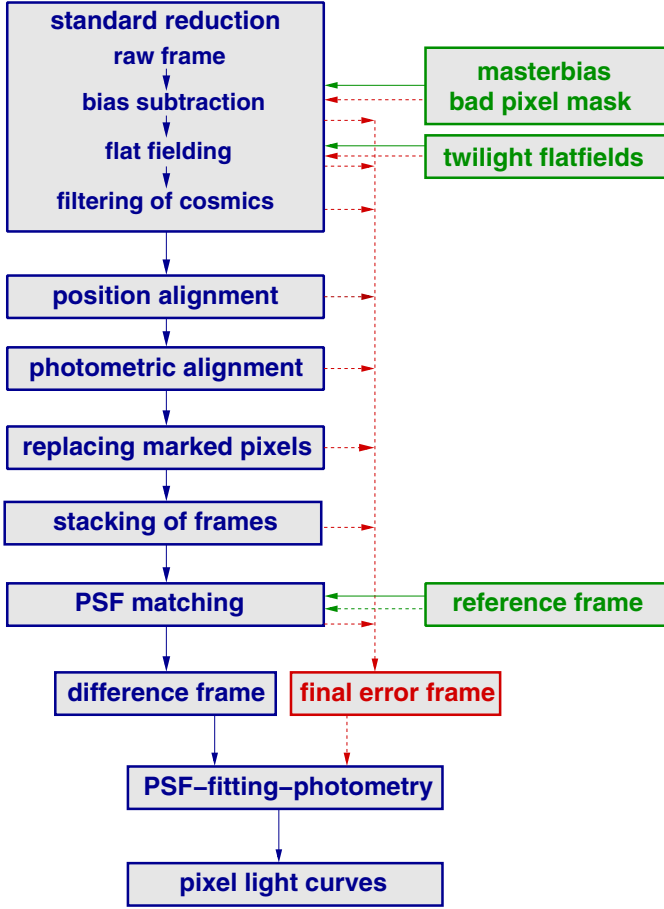 standard reduction
raw frame
bias subtraction
flat fielding
filtering of cosmics
masterbias
bad pixel mask
twilight flatfields
position alignment
photometric alignment
replacing marked pixels
stacking of frames
PSF matching
reference frame
difference frame
final error frame
PSF−fitting−photometry
pixel light curves